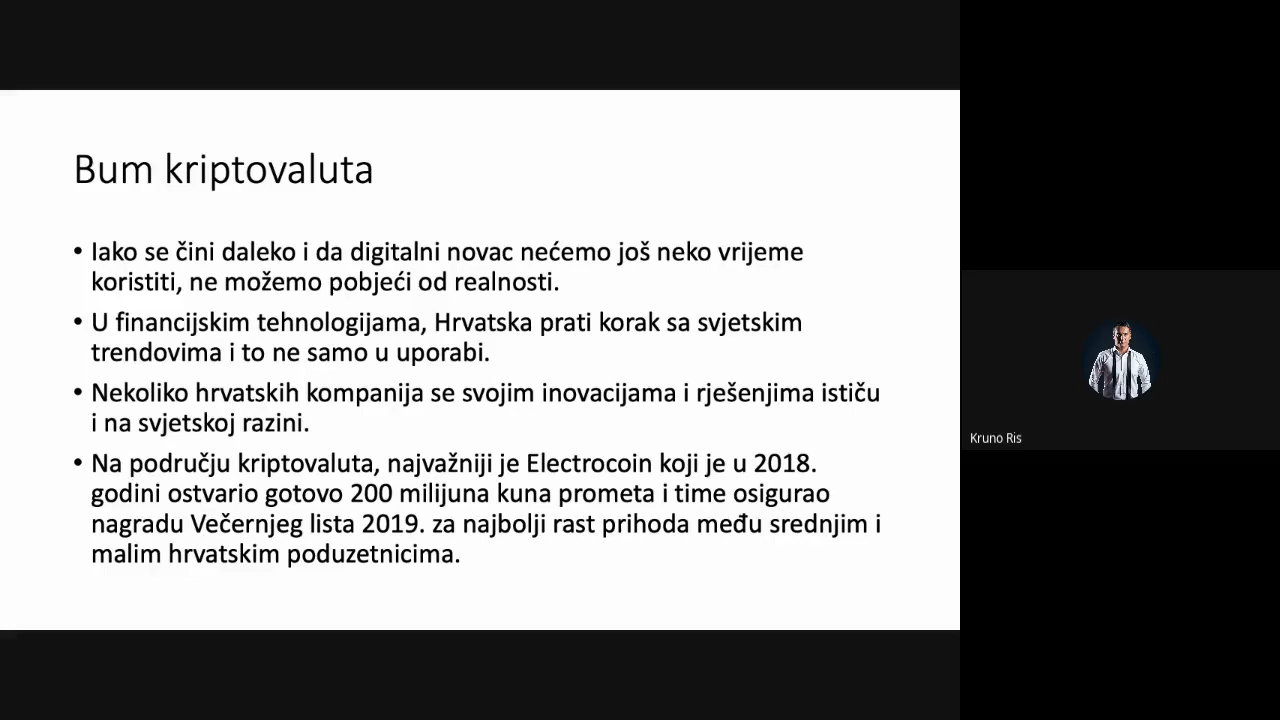 Bum kriptovaluta
• Iako se čini daleko i da digitalni novac nećemo još neko vrijeme
koristiti, ne možemo pobjeći od realnosti.
• U financijskim tehnologijama, Hrvatska prati korak sa svjetskim
trendovima i to ne samo u uporabi.
• Nekoliko hrvatskih kompanija se svojim inovacijama i rješenjima ističu
i na svjetskoj razini.
• Na području kriptovaluta, najvažniji je Electrocoin koji je u 2018.
godini ostvario gotovo 200 milijuna kuna prometa i time osigurao
nagradu Večernjeg lista 2019. za najbolji rast prihoda među srednjim i
malim hrvatskim poduzetnicima.
Kruno Ris